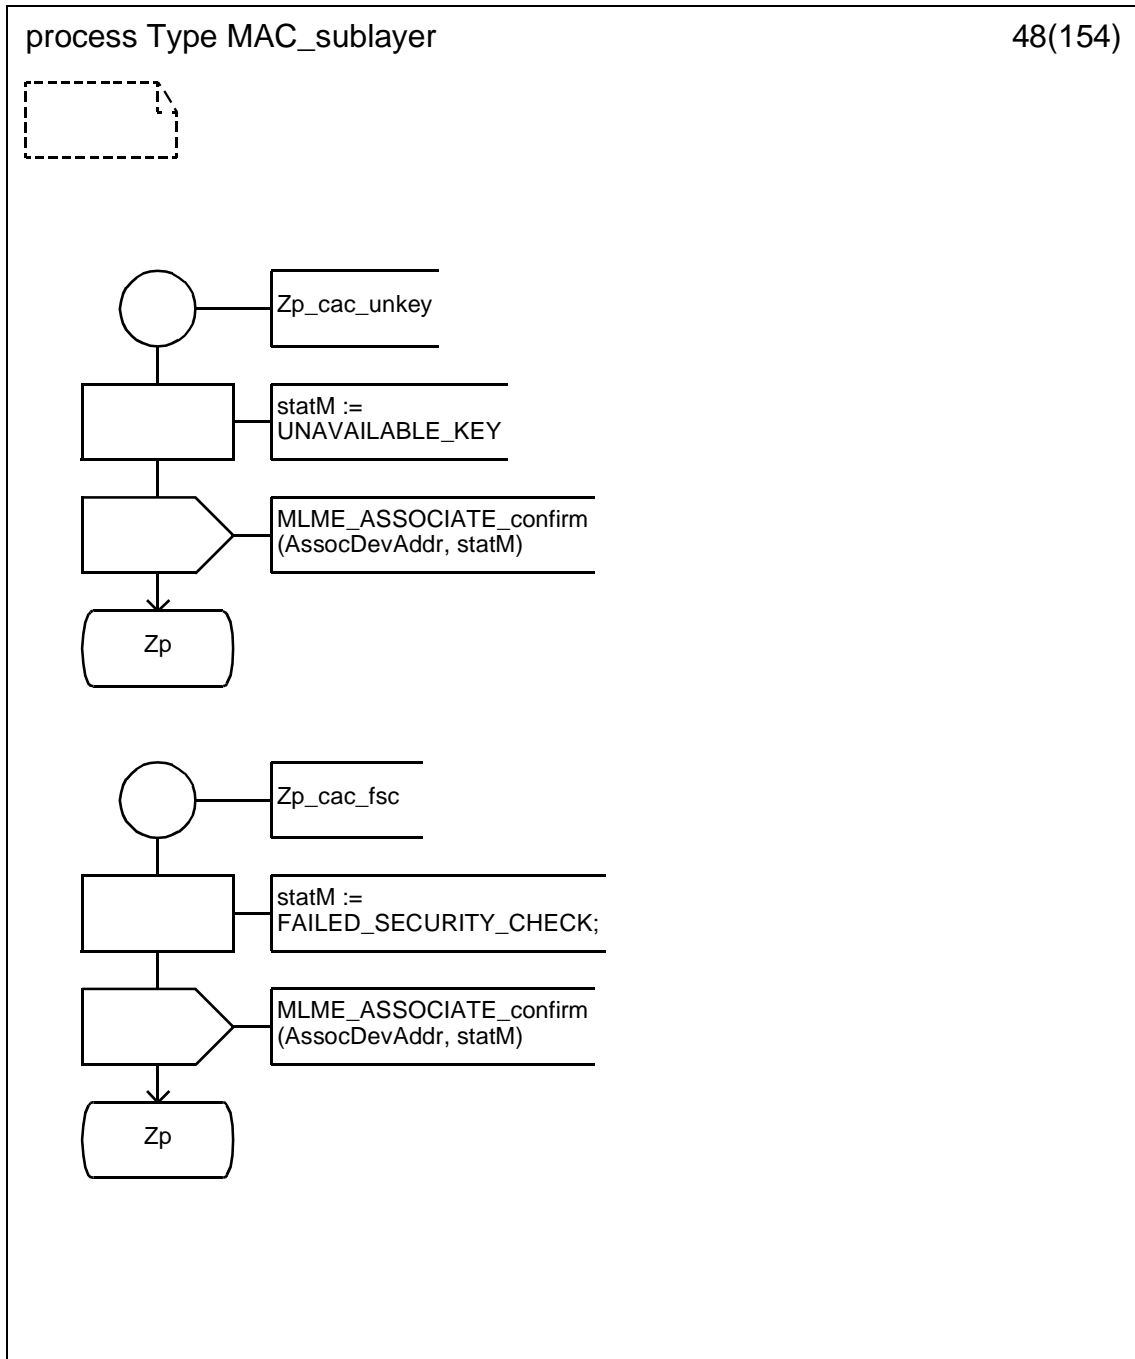 process Type MAC_sublayer 48(154)
Zp_cac_unkey
statM :=
UNAVAILABLE_KEY
MLME_ASSOCIATE_confirm
(AssocDevAddr, statM)
Zp
Zp_cac_fsc
statM :=
FAILED_SECURITY_CHECK;
MLME_ASSOCIATE_confirm
(AssocDevAddr, statM)
Zp